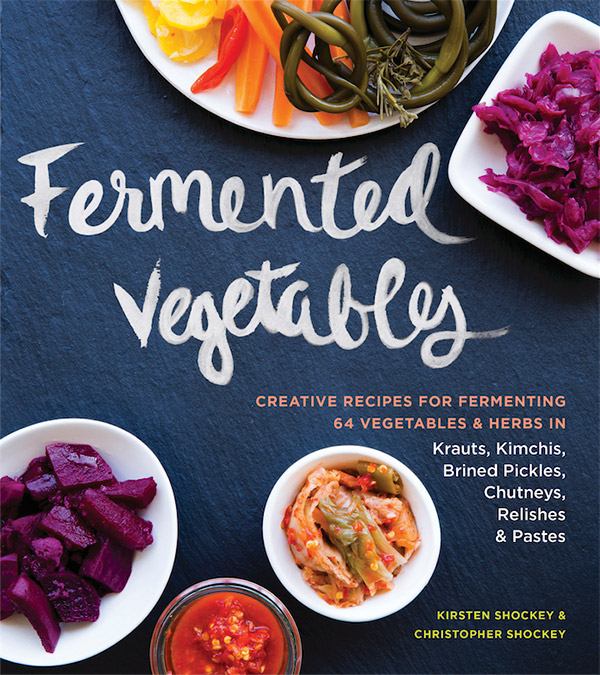 Fermented
Vegetables
CREATIVE RECIPES FOR FERMENTING
64 VEGETABLES & HERBS IN
Krauts, Kimchis,
Brined Pickles,
Chutneys,
Relishes
& Pastes
KIRSTEN SHOCKEY &
CHRISTOPHER SHOCKEY